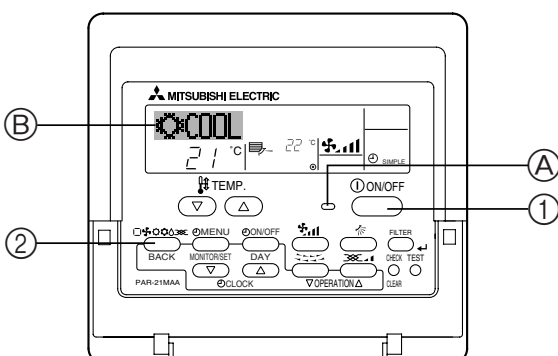 MITSUBISHI ELECTRIC
B
COOL
21 °C
22 °C
SIMPLE
A
TEMP.
ON/OFF
1
2
MENU
ON/OFF
FILTER
BACK
MONITOR/SET
DAY
CHECK TEST
PAR-21MAA
CLOCK
OPERATION
CLEAR